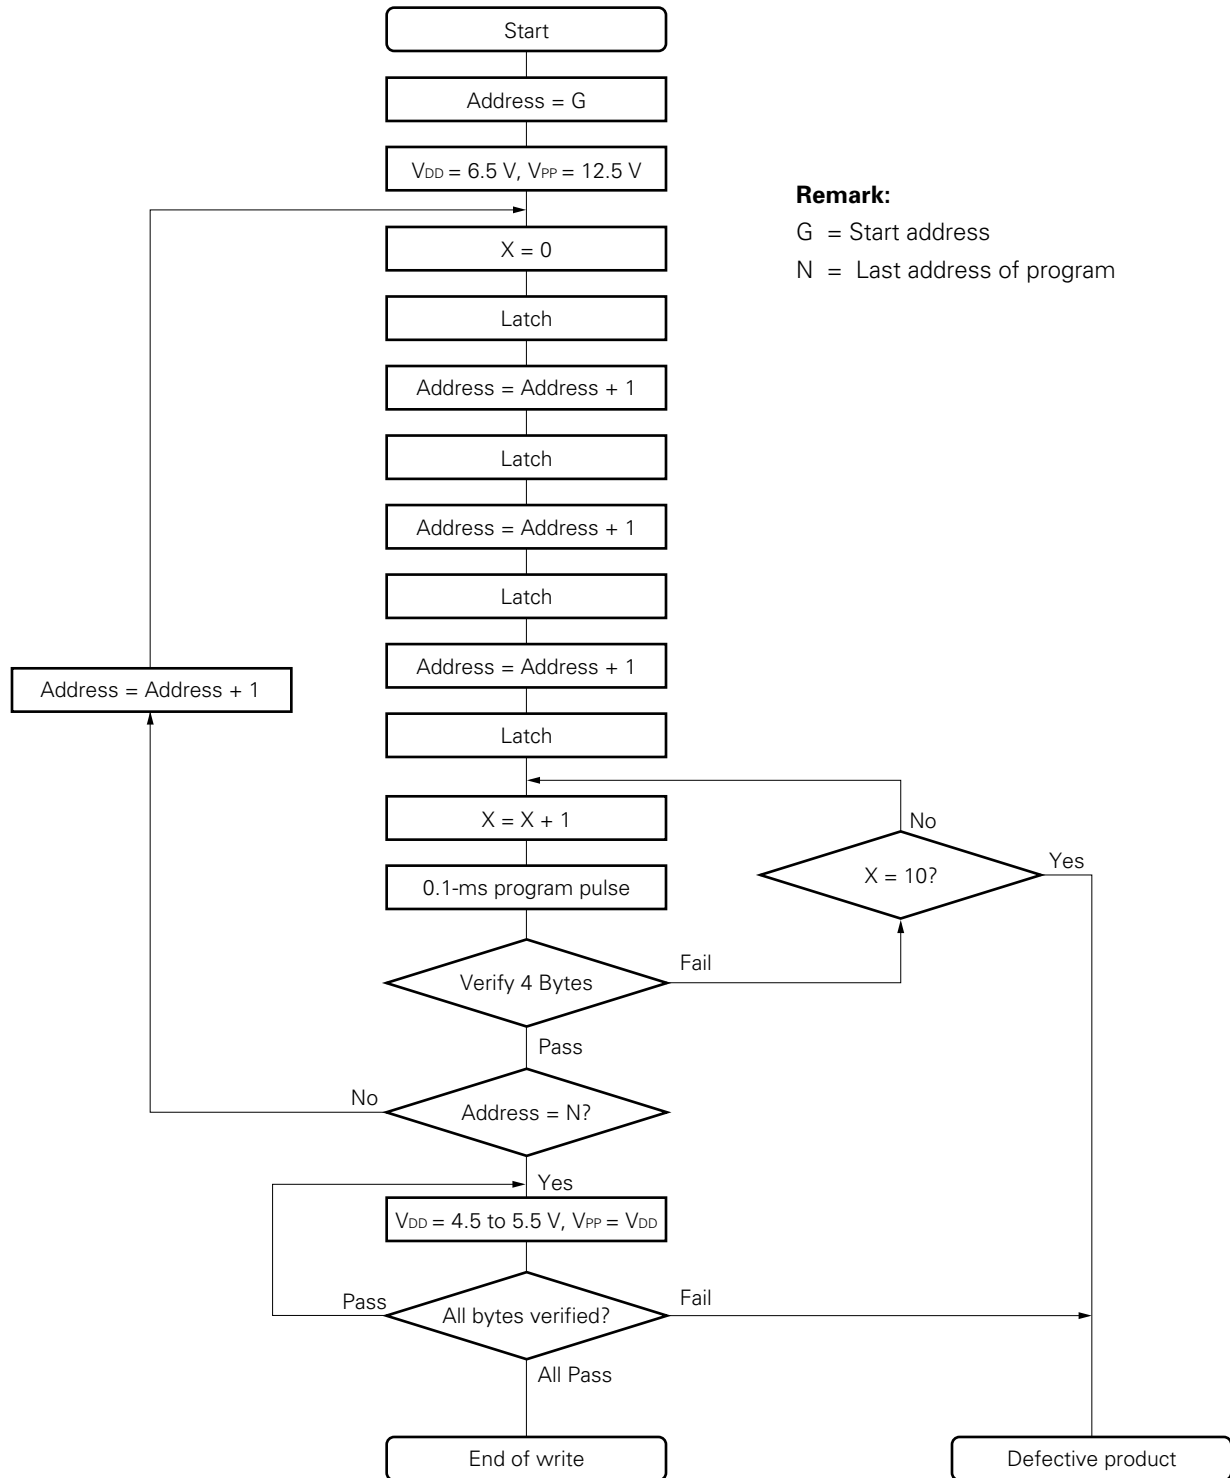 Start
Address = G
VDD = 6.5 V, VPP = 12.5 V
Remark:
G = Start address
N = Last address of program
X = 0
Latch
Address = Address + 1
Latch
Address = Address + 1
Latch
Address = Address + 1
Address = Address + 1
Latch
X = X + 1
No
X = 10?
Yes
0.1-ms program pulse
Verify 4 Bytes
Fail
Pass
No
Address = N?
Yes
VDD = 4.5 to 5.5 V, VPP = VDD
Pass
All bytes verified?
Fail
All Pass
End of write
Defective product